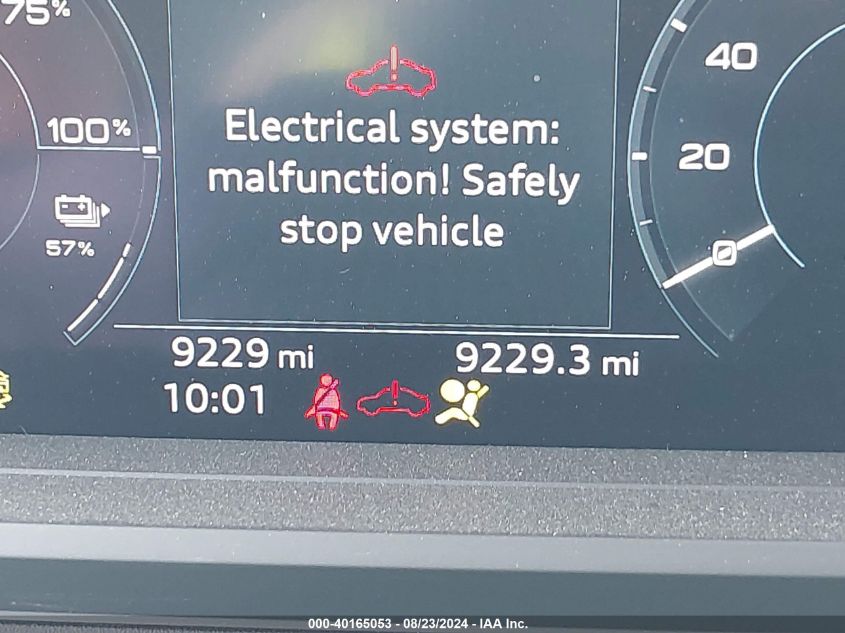 75%
40
100%
Electrical system:
malfunction! Safely
stop vehicle
20
57%
0
9229 mi
9229.3 mi
10:01
000-40165053 - 08/23/2024 - IAA Inc.